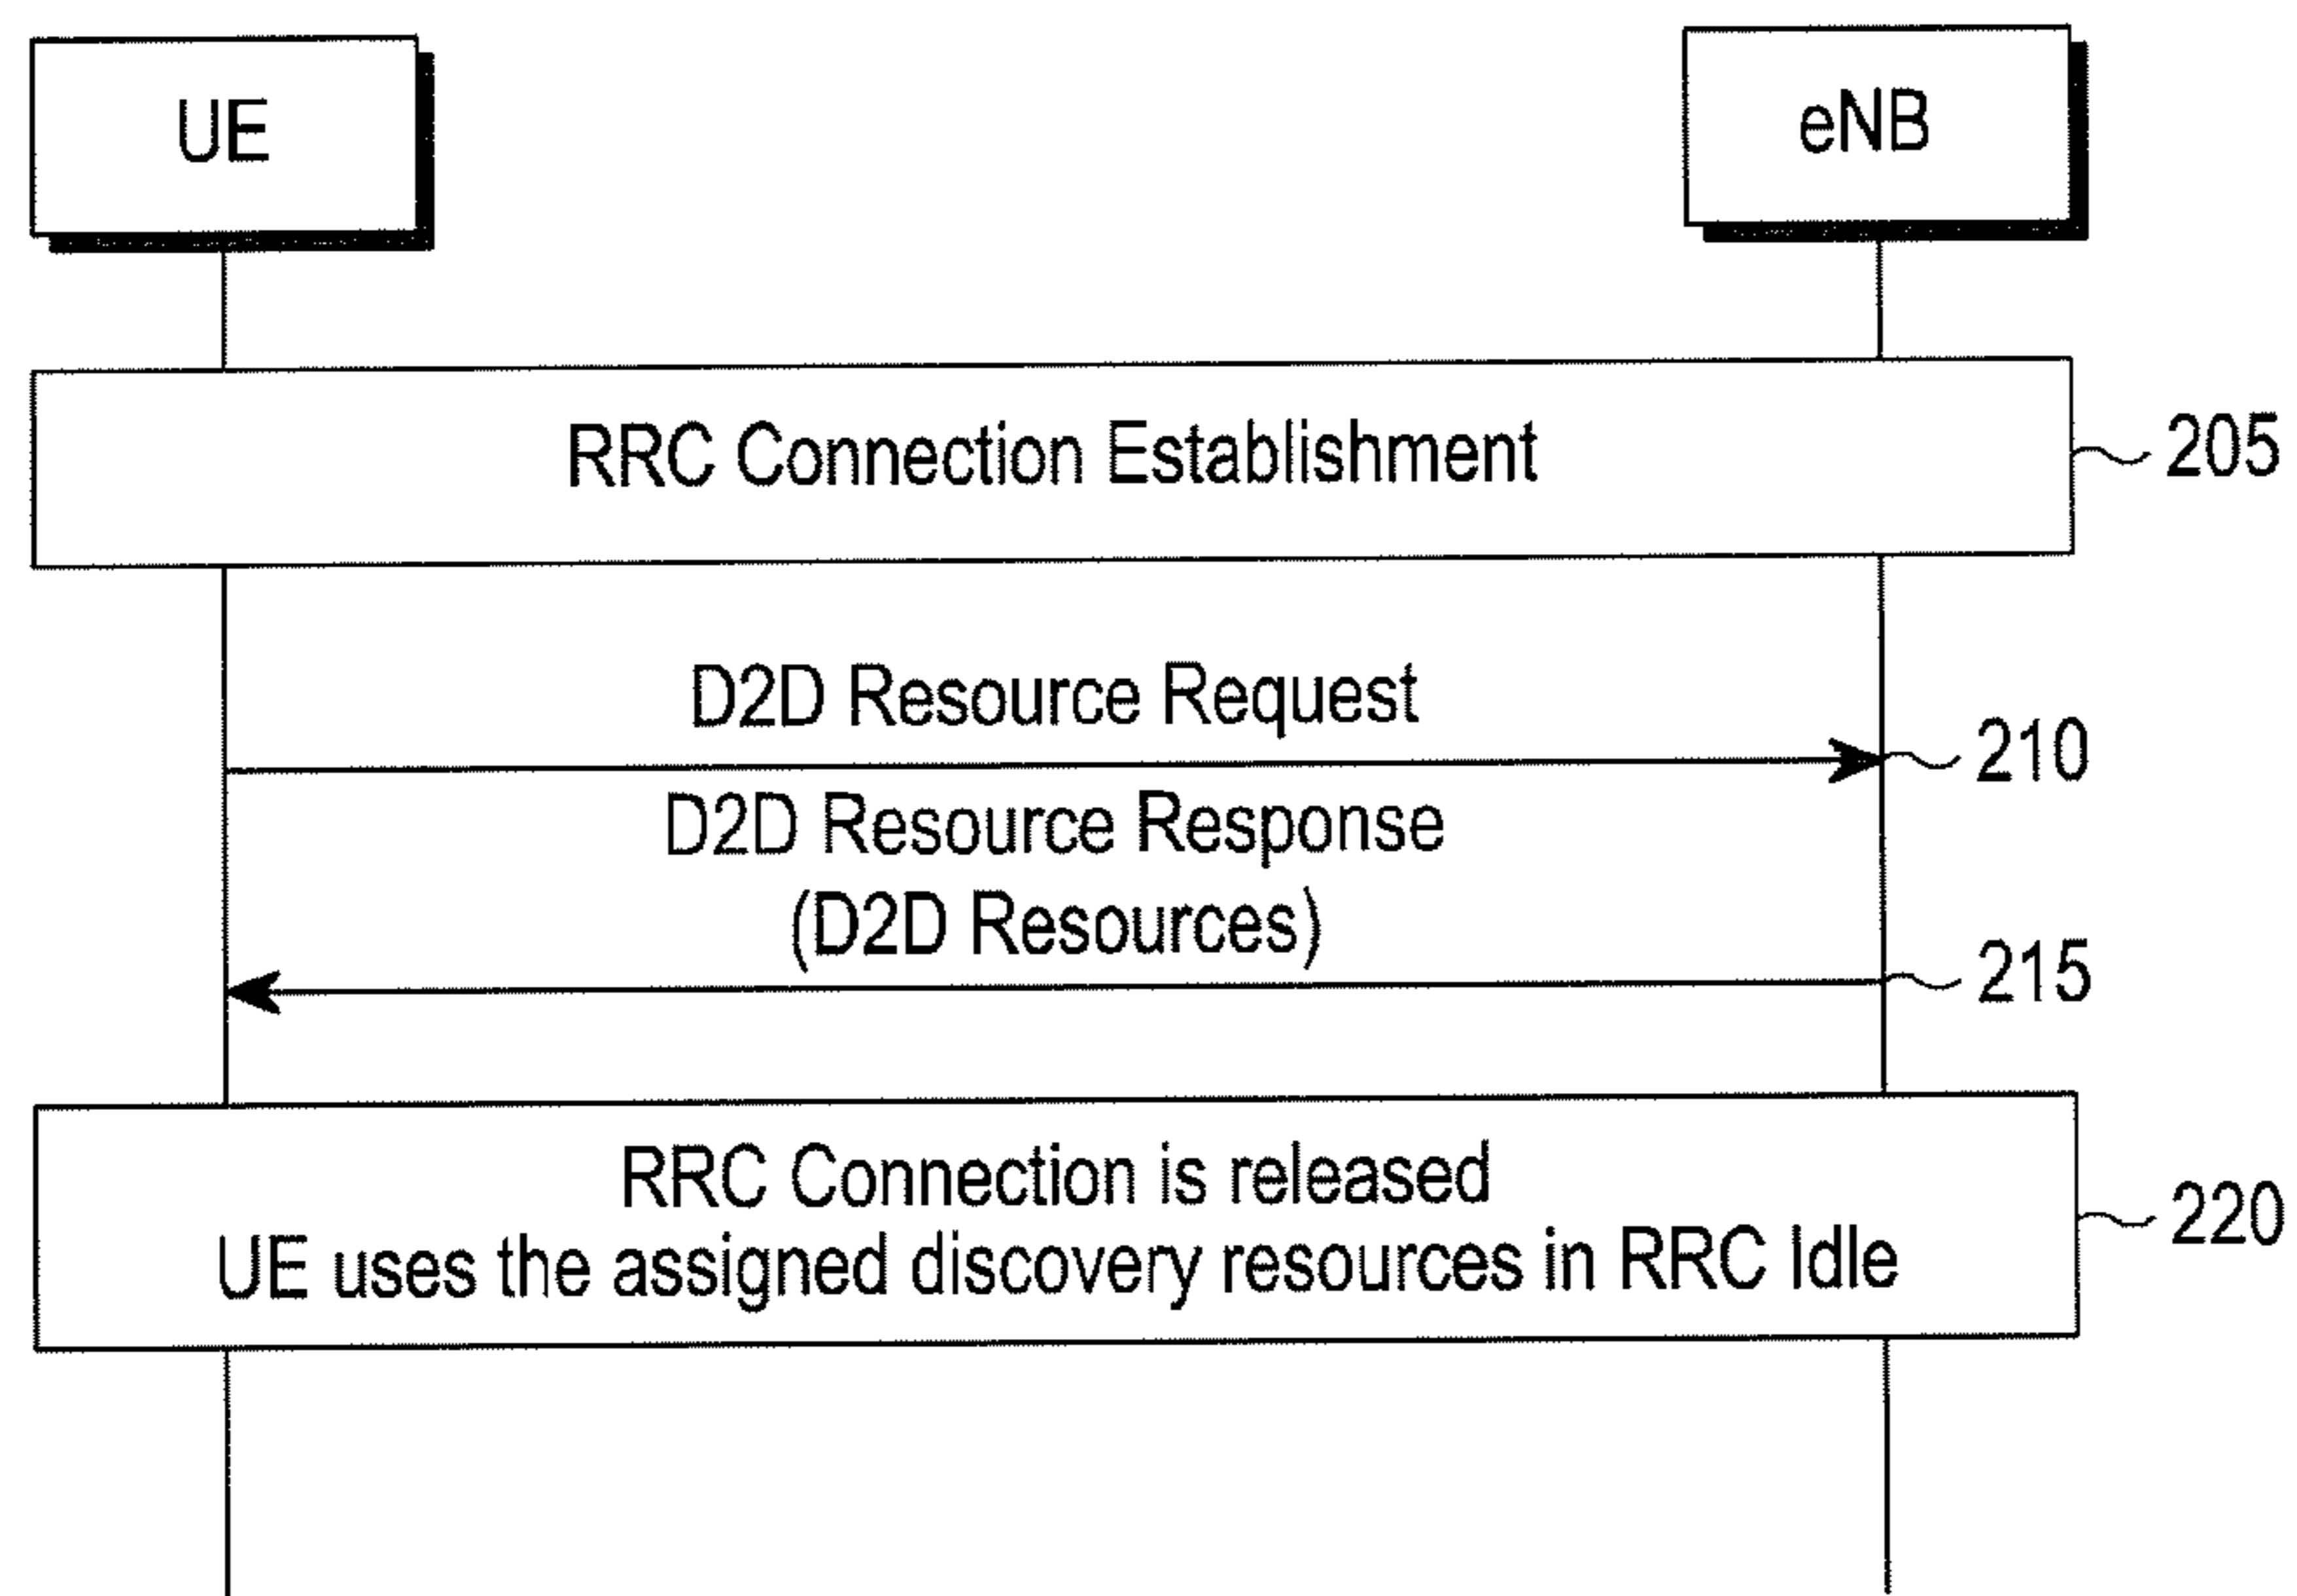 UE
eNB
RRC Connection Establishment
205
D2D Resource Request
210
D2D Resource Response
(D2D Resources)
215
RRC Connection is released
UE uses the assigned discovery resources in RRC Idle
220